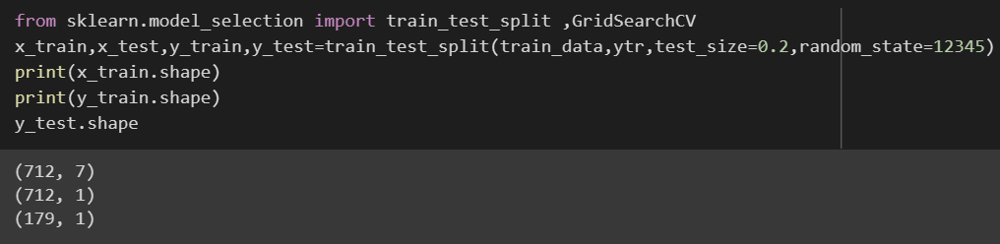 from sklearn.model_selection import train_test_split ,GridSearchCV
x_train,x_test,y_train,y_test=train_test_split(train_data,ytr,test_size=0.2,random_state=12345)
print(x_train.shape)
print(y_train.shape)
y_test.shape
(712, 7)
(712, 1)
(179, 1)